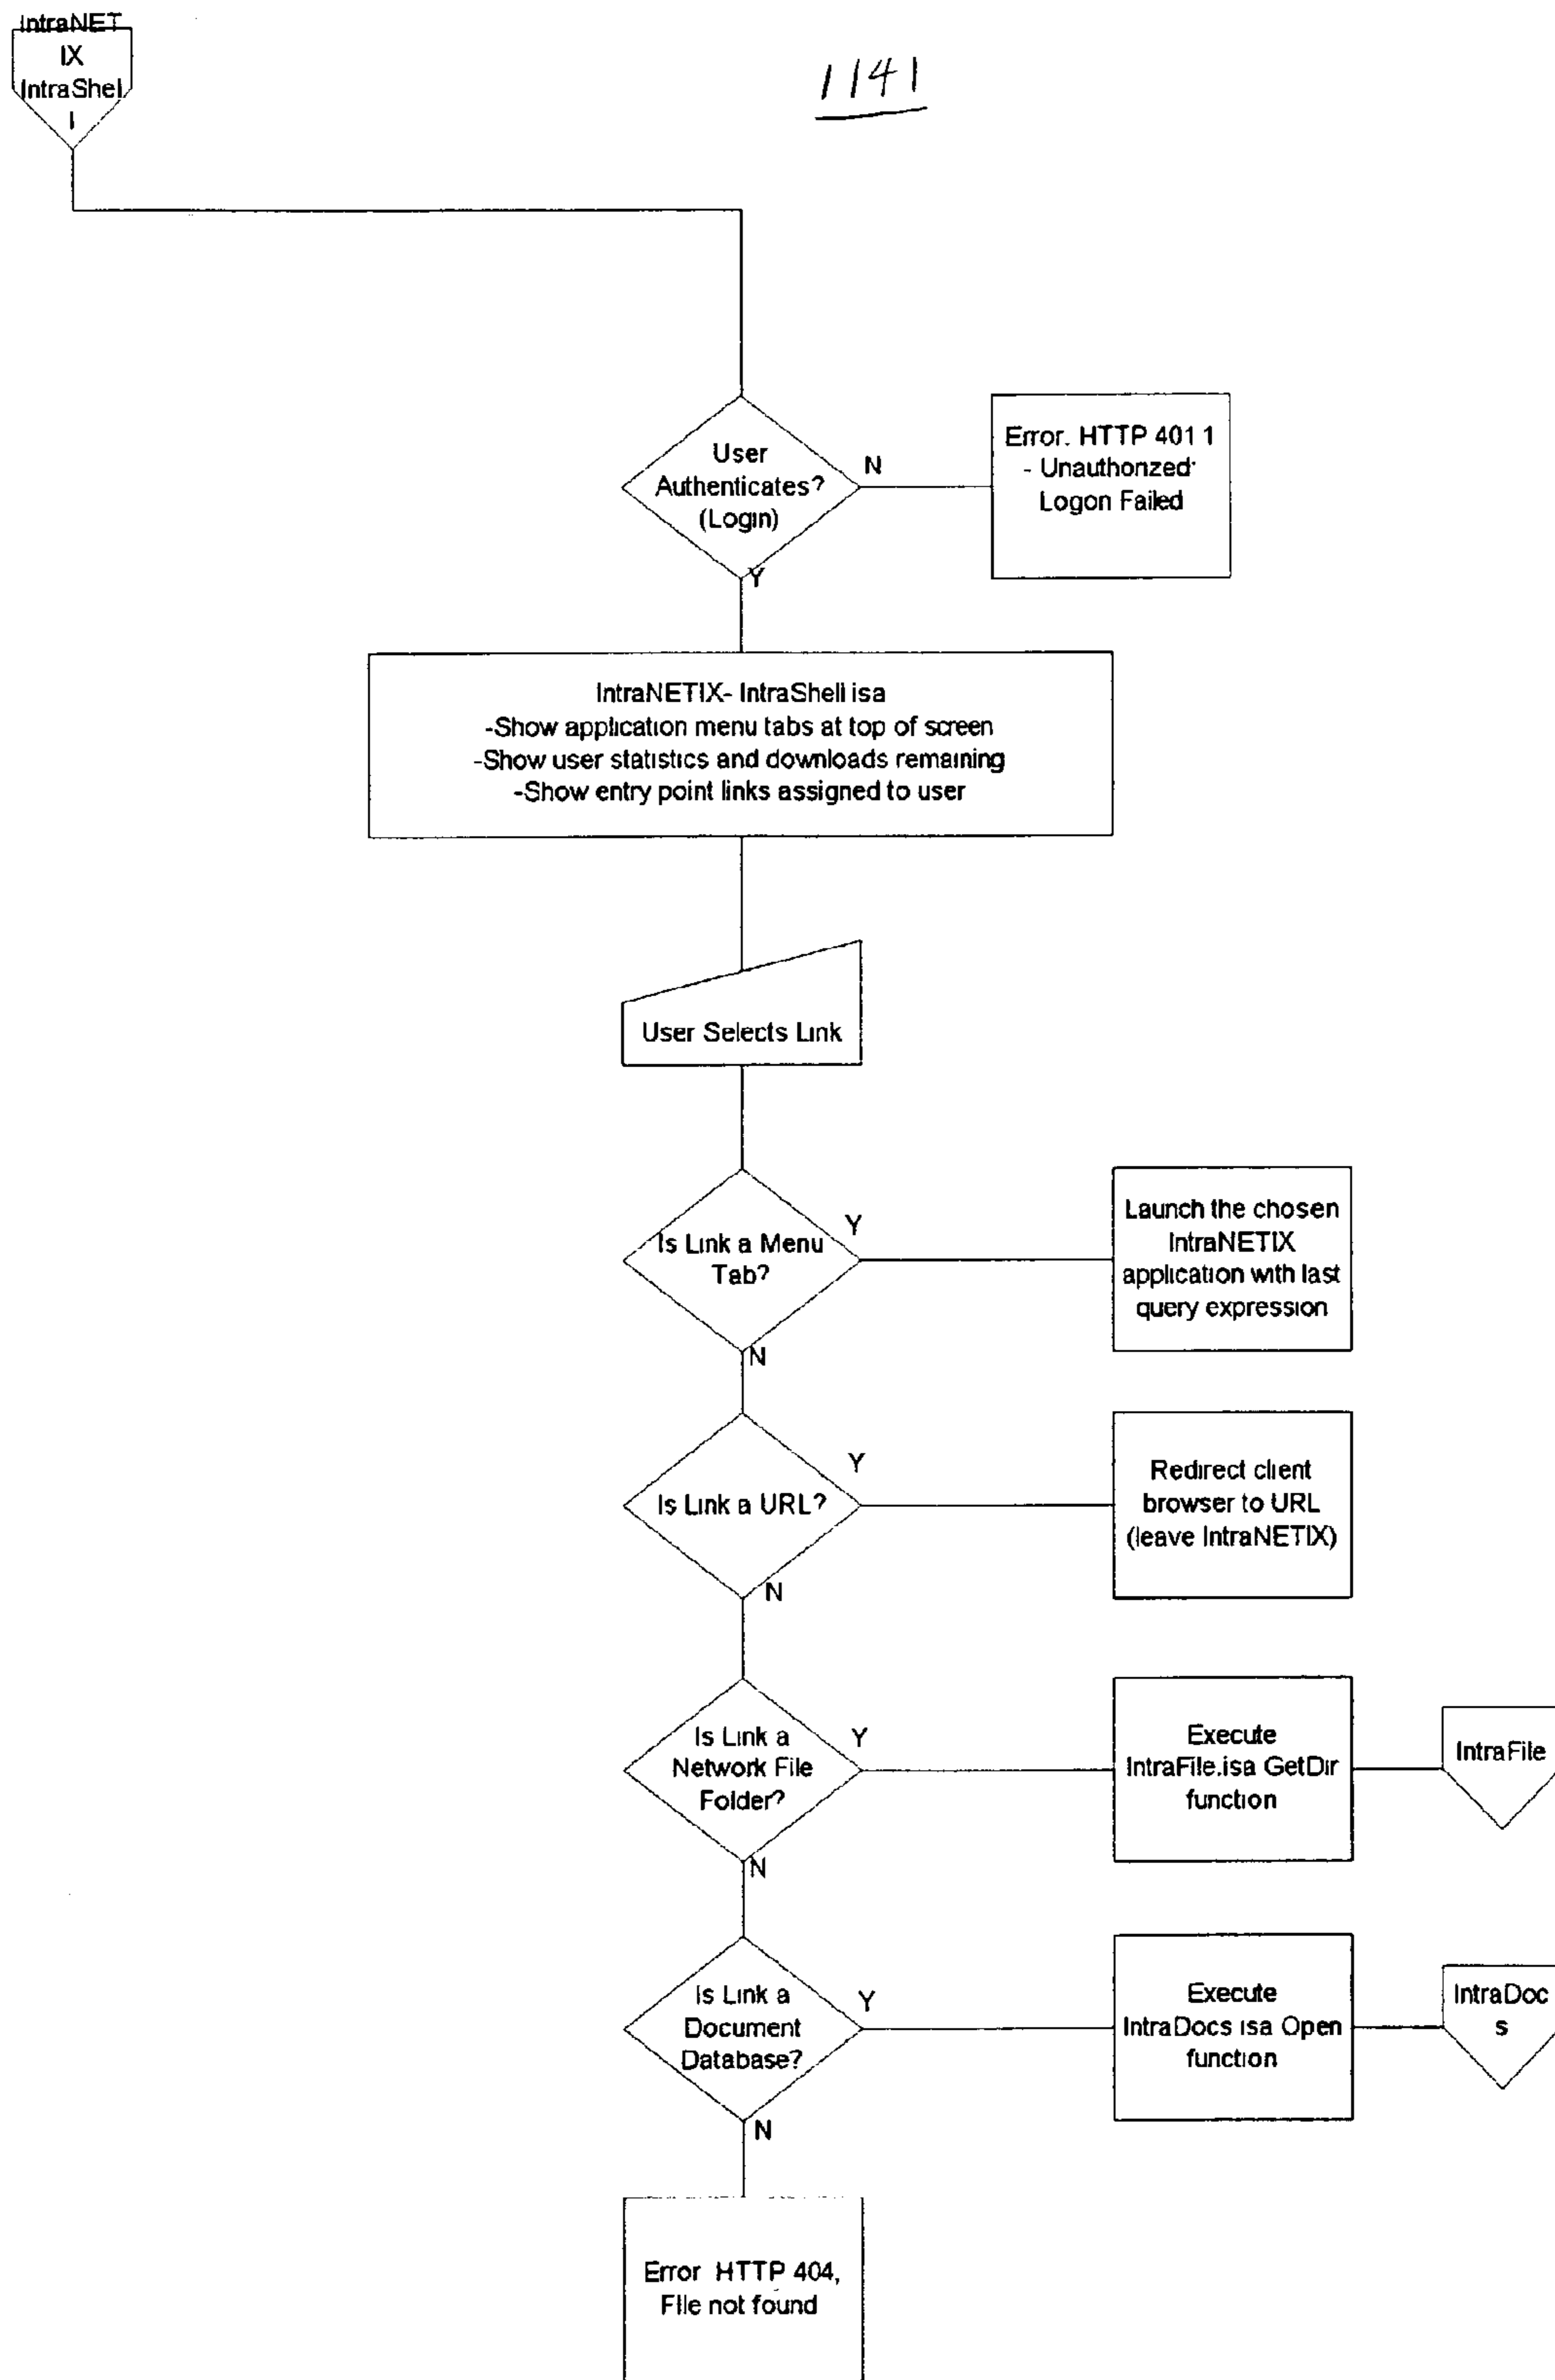 IntraNET
IX
IntraShel
l
1141
User
Authenticates?
(Login)
N
Error. HTTP 401 1
- Unauthorized:
Logon Failed
Y
IntraNETIX- IntraShell isa
-Show application menu tabs at top of screen
-Show user statistics and downloads remaining
-Show entry point links assigned to user
User Selects Link
Is Link a Menu
Tab?
Y
Launch the chosen
IntraNETIX
application with last
query expression
N
Is Link a URL?
Y
Redirect client
browser to URL
(leave IntraNETIX)
N
Is Link a
Network File
Folder?
Y
Execute
IntraFile.isa GetDir
function
IntraFile
N
Is Link a
Document
Database?
Y
Execute
IntraDocs isa Open
function
IntraDoc
s
N
Error HTTP 404,
File not found